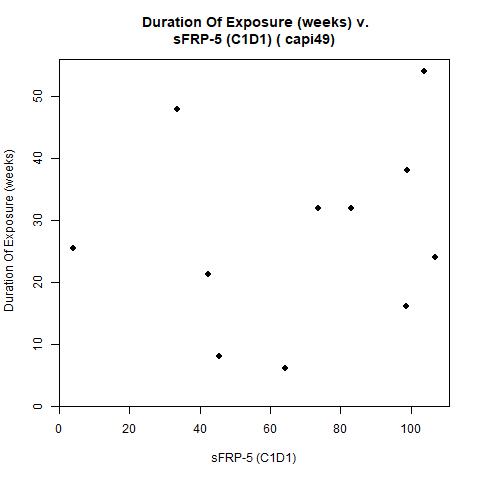 Duration Of Exposure (weeks) v.
sFRP-5 (C1D1) ( capi49)
Duration Of Exposure (weeks)
50
40
30
20
10
0
0 20 40 60 80 100
sFRP-5 (C1D1)